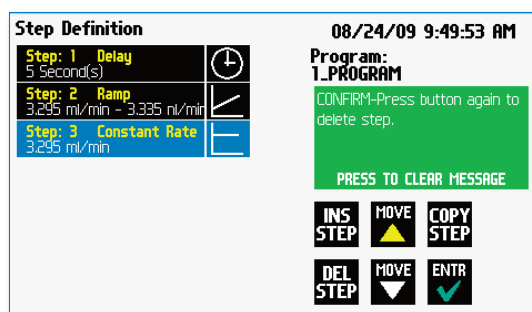 Step Definition
08/24/09 9:49:53 AM
Step: 1 Delay
5 Second(s)
Step: 2 Ramp
3.295 ml/min - 3.335 nl/min
Step: 3 Constant Rate
3.295 ml/min
Program:
1_PROGRAM
CONFIRM-Press button again to
delete step.
PRESS TO CLEAR MESSAGE
INS
STEP
MOVE
COPY
STEP
DEL
STEP
MOVE
ENTR